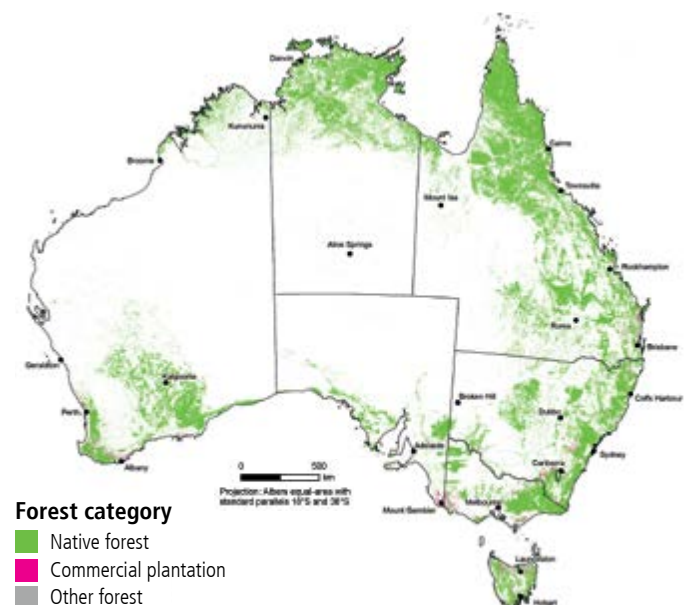 Darwin
Kununurra
Broome
Cairns
Townsville
Mount Isa
Alice Springs
Rockhampton
Roma
Brisbane
Geraldton
Kalgoorlie
Broken Hill
Coffs Harbour
Dubbo
Perth
Adelaide
Sydney
Canberra
Albany
0 500
km
Projection: Albers equal-area with
standard parallels 18°S and 36°S
Mount Gambier
Melbourne
Forest category
Native forest
Commercial plantation
Other forest
Launceston
Hobart